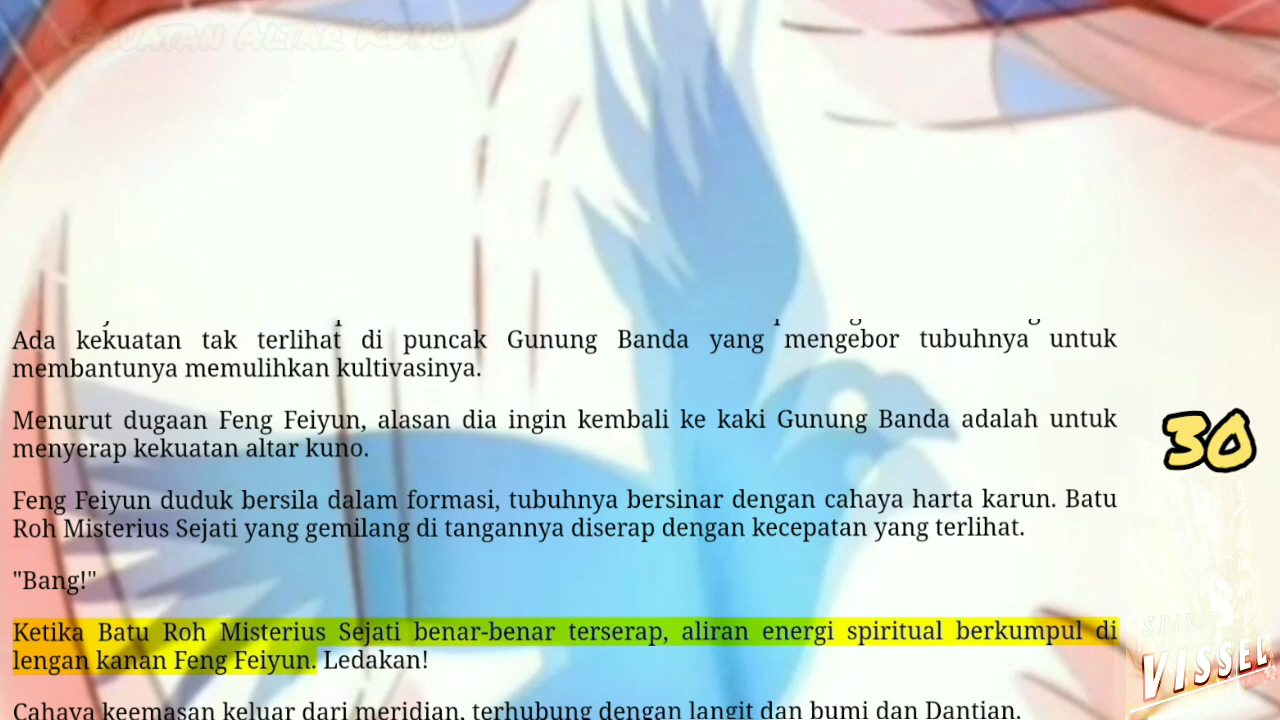 KEKUATAN ALTAR KUNO
Ada kekuatan tak terlihat di puncak Gunung Banda yang mengebor tubuhnya untuk
membantunya memulihkan kultivasinya.
Menurut dugaan Feng Feiyun, alasan dia ingin kembali ke kaki Gunung Banda adalah untuk
menyerap kekuatan altar kuno.
30
Feng Feiyun duduk bersila dalam formasi, tubuhnya bersinar dengan cahaya harta karun. Batu
Roh Misterius Sejati yang gemilang di tangannya diserap dengan kecepatan yang terlihat.
"Bang!"
Ketika Batu Roh Misterius Sejati benar-benar terserap, aliran energi spiritual berkumpul di
lengan kanan Feng Feiyun. Ledakan!
SPIRIT
VISSEL
Cahaya keemasan keluar dari meridian, terhubung dengan langit dan bumi dan Dantian.